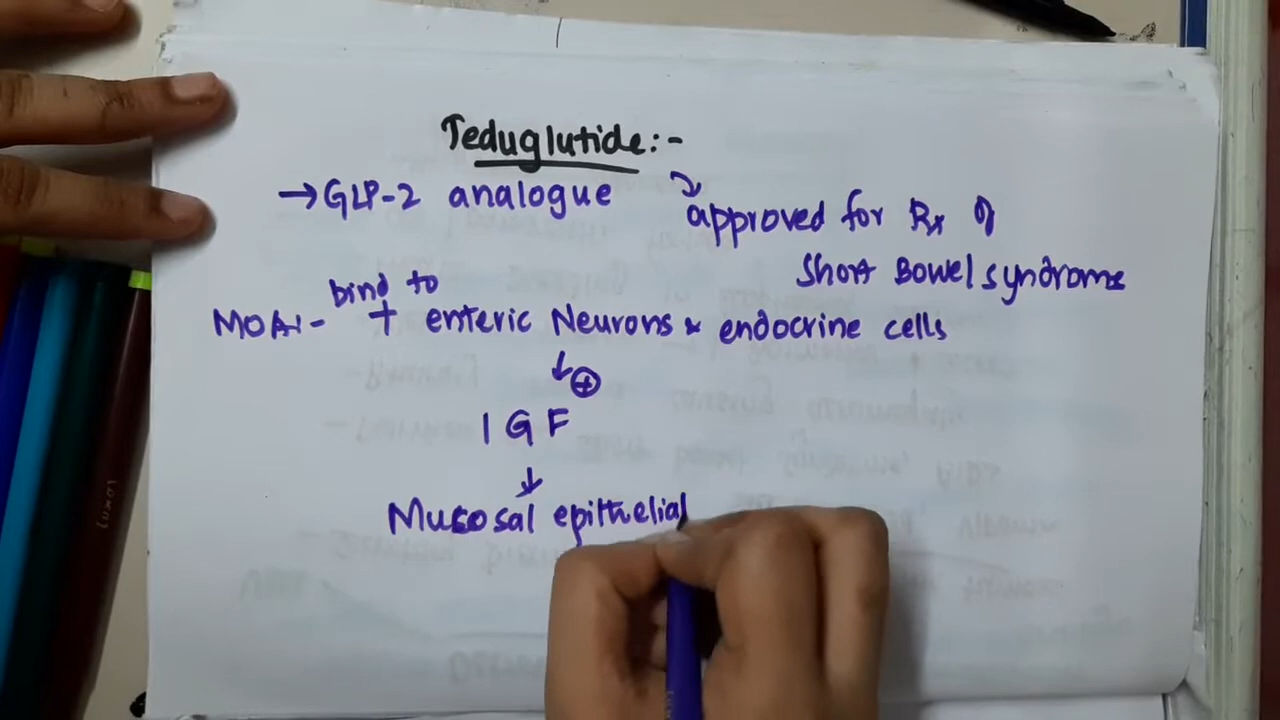 Teduglutide:-
→GLP-2 analogue
approved for Rx of
Short Bowel syndrome
bind to
MOA:- + enteric Neurons & endocrine cells
↓⊕
IGF
↓
Mucosal epithelial